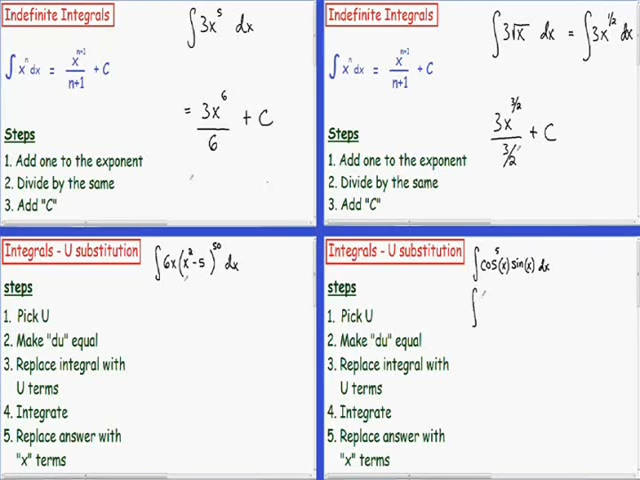 Indefinite Integrals
∫ 3x⁵ dx
∫ xⁿ dx = xⁿ⁺¹/n+1 + C
= 3x⁶/6 + C
Steps
1. Add one to the exponent
2. Divide by the same
3. Add "C"
Indefinite Integrals
∫ 3√x dx = ∫ 3x^1/2 dx
∫ xⁿ dx = xⁿ⁺¹/n+1 + C
3x^3/2 / 3/2 + C
Steps
1. Add one to the exponent
2. Divide by the same
3. Add "C"
Integrals - U substitution
∫ 6x(x² - 5)⁵⁰ dx
steps
1. Pick U
2. Make "du" equal
3. Replace integral with
U terms
4. Integrate
5. Replace answer with
"x" terms
Integrals - U substitution
∫ cos⁵(x) sin(x) dx
∫
steps
1. Pick U
2. Make "du" equal
3. Replace integral with
U terms
4. Integrate
5. Replace answer with
"x" terms